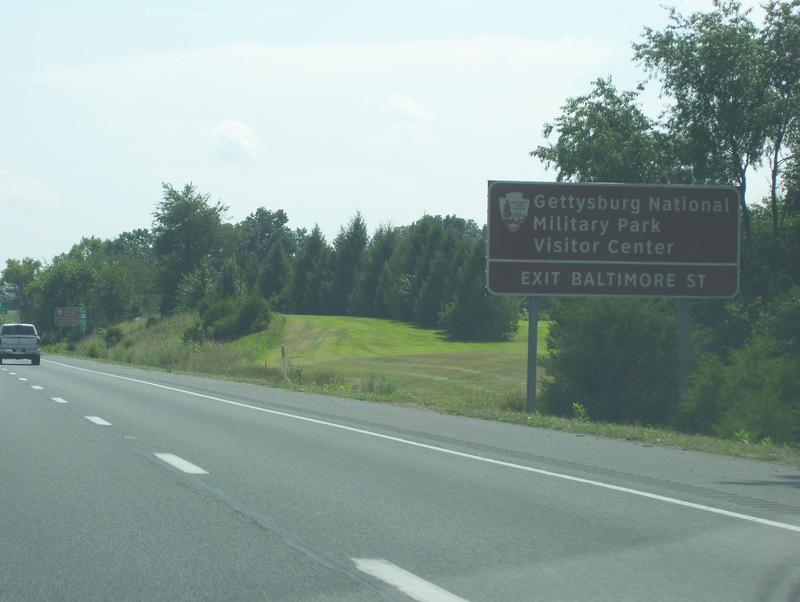 Gettysburg National
Military Park
Visitor Center
EXIT BALTIMORE ST